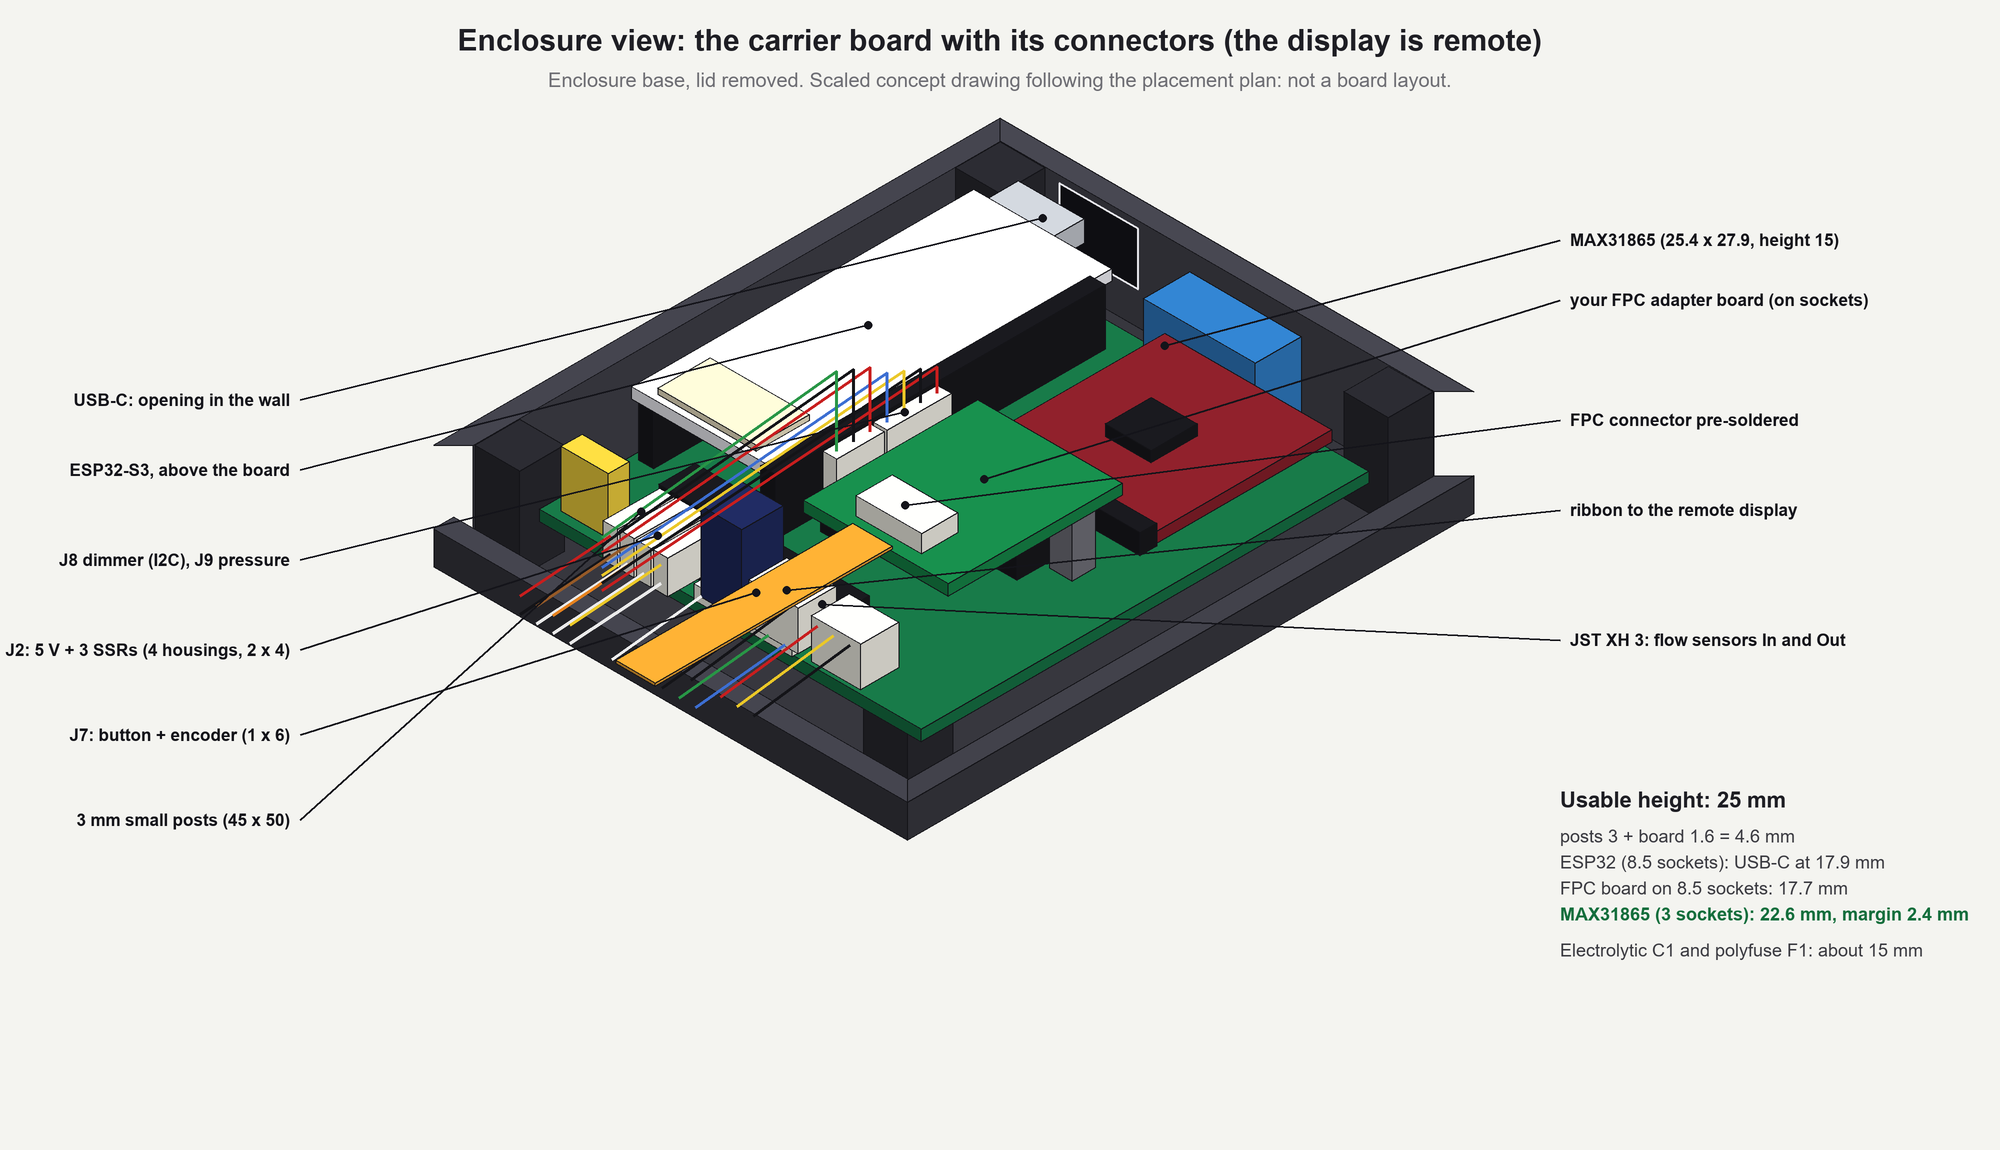 Enclosure view: the carrier board with its connectors (the display is remote)
Enclosure base, lid removed. Scaled concept drawing following the placement plan: not a board layout.
USB-C: opening in the wall
ESP32-S3, above the board
J8 dimmer (I2C), J9 pressure
J2: 5 V + 3 SSRs (4 housings, 2 x 4)
J7: button + encoder (1 x 6)
3 mm small posts (45 x 50)
MAX31865 (25.4 x 27.9, height 15)
your FPC adapter board (on sockets)
FPC connector pre-soldered
ribbon to the remote display
JST XH 3: flow sensors In and Out
Usable height: 25 mm
posts 3 + board 1.6 = 4.6 mm
ESP32 (8.5 sockets): USB-C at 17.9 mm
FPC board on 8.5 sockets: 17.7 mm
MAX31865 (3 sockets): 22.6 mm, margin 2.4 mm
Electrolytic C1 and polyfuse F1: about 15 mm